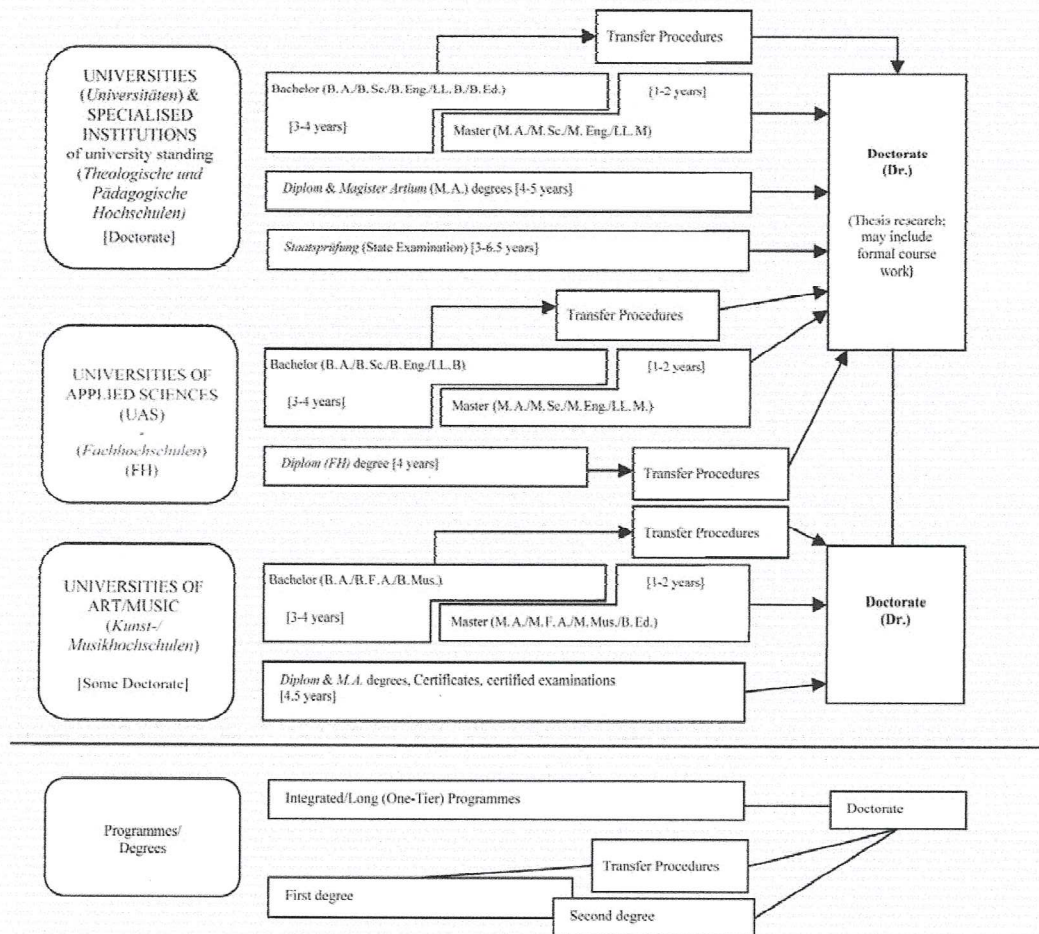 Transfer Procedures
UNIVERSITIES
(Universitäten) &
SPECIALISED
INSTITUTIONS
of university standing
(Theologische und
Pädagogische
Hochschulen)
[Doctorate]
Bachelor (B. A./B. Sc./B. Eng./LL. B./B. Ed.)
[3-4 years]
[1-2 years]
Master (M. A./M. Sc./M. Eng./LL. M)
Diplom & Magister Artium (M. A.) degrees [4-5 years]
Staatsprüfung (State Examination) [3-6.5 years]
Doctorate
(Dr.)
(Thesis research;
may include
formal course
work)
Transfer Procedures
UNIVERSITIES OF
APPLIED SCIENCES
(UAS)
-
(Fachhochschulen)
(FH)
Bachelor (B. A./B. Sc./B. Eng./LL. B)
[3-4 years]
[1-2 years]
Master (M. A./M. Sc./M. Eng./LL. M.)
Diplom (FH) degree [4 years]
Transfer Procedures
Transfer Procedures
UNIVERSITIES OF
ART/MUSIC
(Kunst-/
Musikhochschulen)
[Some Doctorate]
Bachelor (B. A./B. F. A./B. Mus.)
[3-4 years]
[1-2 years]
Master (M. A./M. F. A./M. Mus./B. Ed.)
Diplom & M.A. degrees, Certificates, certified examinations
[4.5 years]
Doctorate
(Dr.)
Programmes/
Degrees
Integrated/Long (One-Tier) Programmes
Doctorate
Transfer Procedures
First degree
Second degree